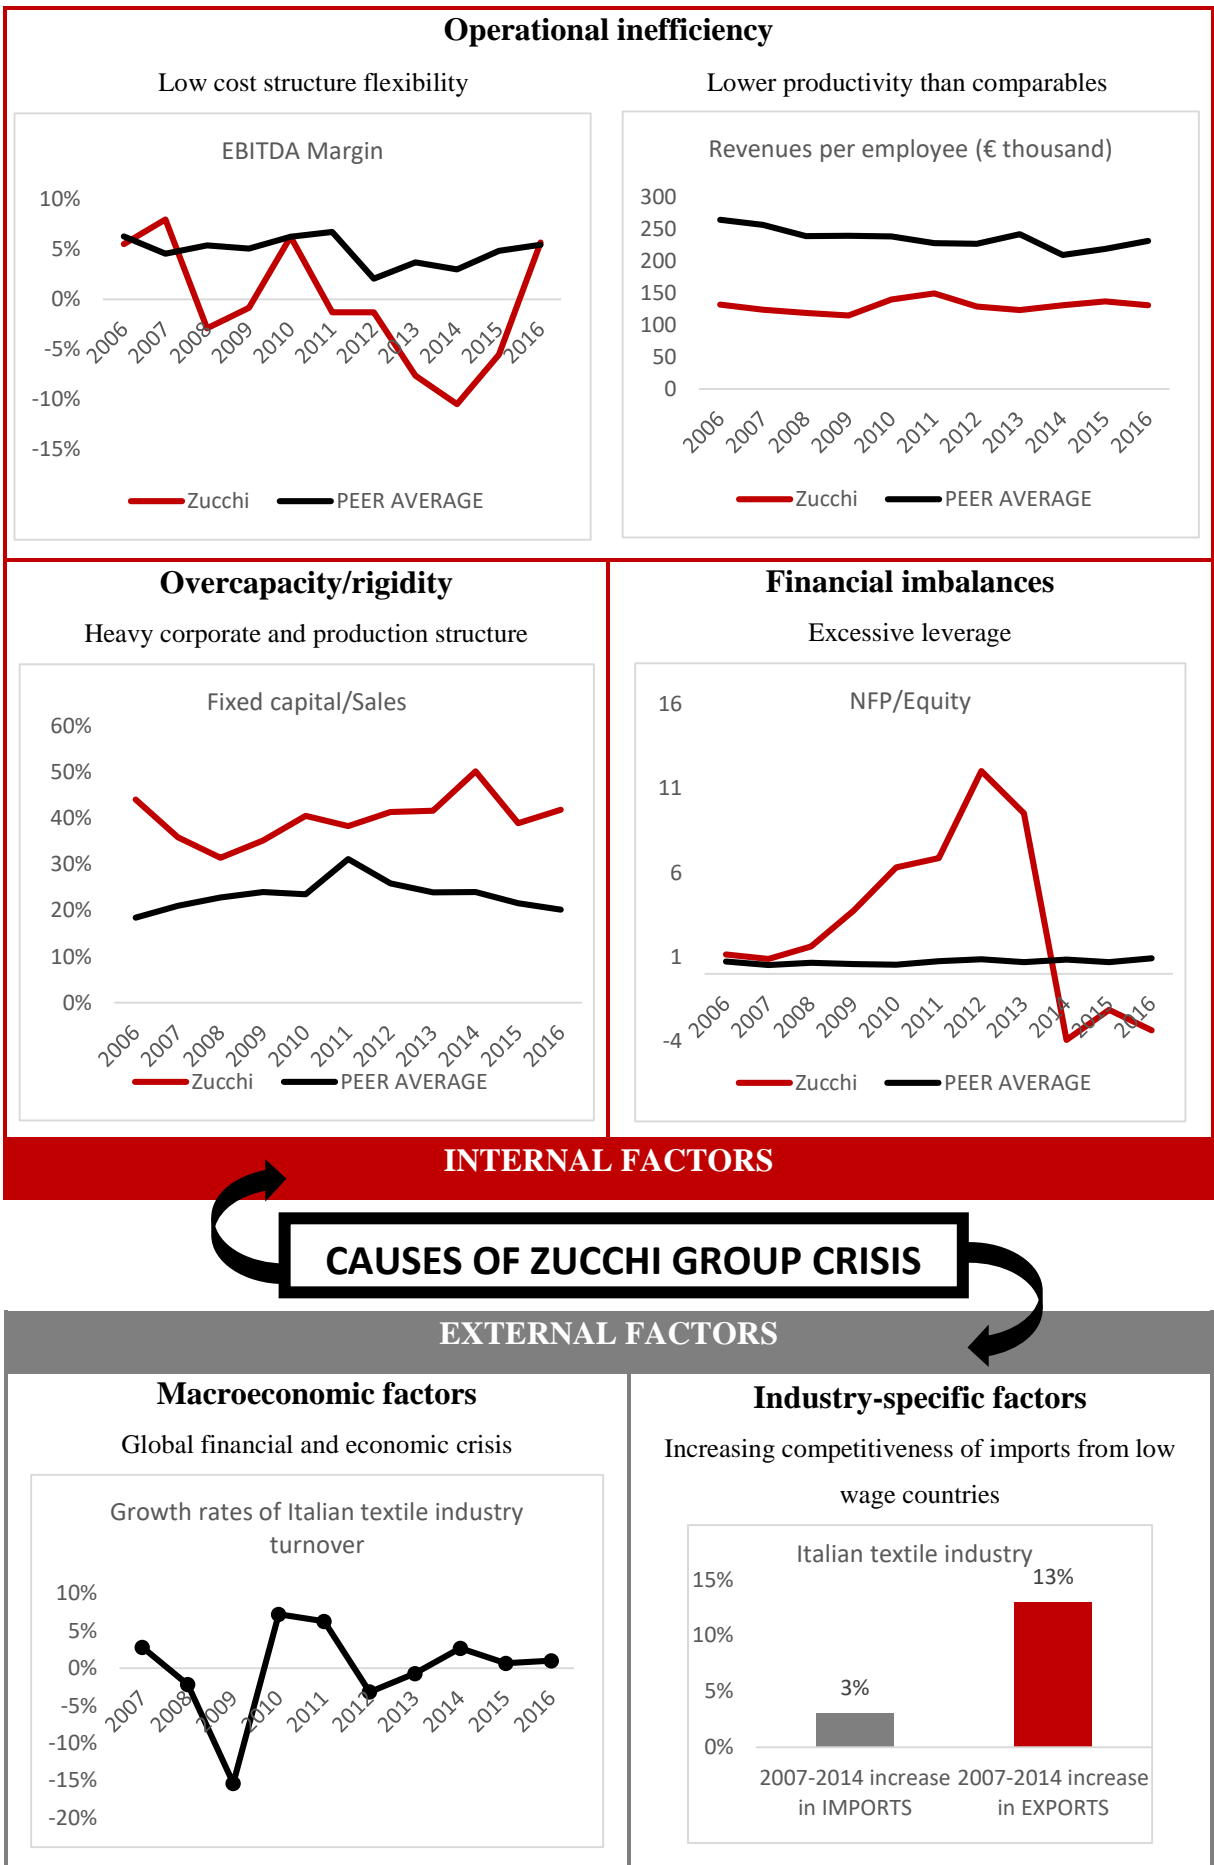 Operational inefficiency
Low cost structure flexibility
EBITDA Margin
10%
5%
0%
-5%
-10%
-15%
2006
2007
2008
2009
2010
2011
2012
2013
2014
2015
2016
Zucchi
PEER AVERAGE
Lower productivity than comparables
Revenues per employee (€ thousand)
300
250
200
150
100
50
0
2006
2007
2008
2009
2010
2011
2012
2013
2014
2015
2016
Zucchi
PEER AVERAGE
Overcapacity/rigidity
Heavy corporate and production structure
Fixed capital/Sales
60%
50%
40%
30%
20%
10%
0%
2006
2007
2008
2009
2010
2011
2012
2013
2014
2015
2016
Zucchi
PEER AVERAGE
Financial imbalances
Excessive leverage
NFP/Equity
16
11
6
1
-4
2006
2007
2008
2009
2010
2011
2012
2013
2014
2015
2016
Zucchi
PEER AVERAGE
INTERNAL FACTORS
CAUSES OF ZUCCHI GROUP CRISIS
EXTERNAL FACTORS
Macroeconomic factors
Global financial and economic crisis
Growth rates of Italian textile industry
turnover
10%
5%
0%
-5%
-10%
-15%
-20%
2007
2008
2009
2010
2011
2012
2013
2014
2015
2016
Industry-specific factors
Increasing competitiveness of imports from low
wage countries
Italian textile industry
15%
10%
5%
0%
3%
13%
2007-2014 increase
in IMPORTS
2007-2014 increase
in EXPORTS